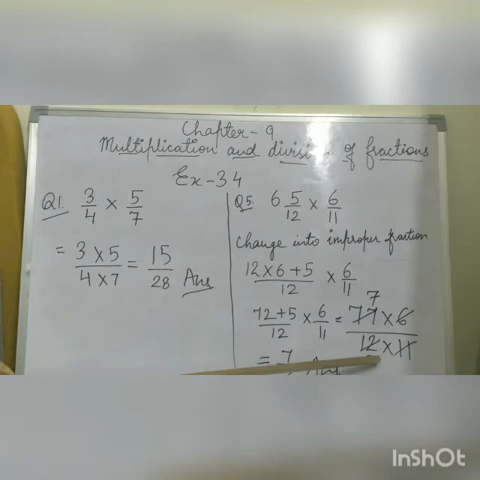 Chapter - 9
Multiplication and of fractions
Ex-34
Q1. 3/4 × 5/7
= 3 × 5 / 4 × 7 = 15/28 Ans
Q5. 6 5/12 × 6/11
Change into improper fraction
12 × 6 + 5 / 12 × 6/11
7
72 + 5 / 12 × 6/11 = 77 × 6 / 12 × 11
= 7 Ans
InShOt